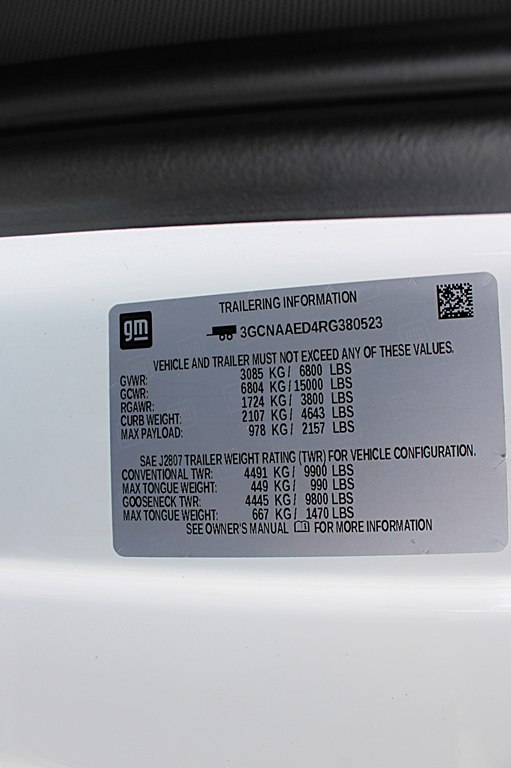 gm
TRAILERING INFORMATION
3GCNAAED4RG380523
VEHICLE AND TRAILER MUST NOT EXCEED ANY OF THESE VALUES.
GVWR: 3085 KG / 6800 LBS
GCWR: 6804 KG / 15000 LBS
RGAWR: 1724 KG / 3800 LBS
CURB WEIGHT: 2107 KG / 4643 LBS
MAX PAYLOAD: 978 KG / 2157 LBS
SAE J2807 TRAILER WEIGHT RATING (TWR) FOR VEHICLE CONFIGURATION.
CONVENTIONAL TWR: 4491 KG / 9900 LBS
MAX TONGUE WEIGHT: 449 KG / 990 LBS
GOOSENECK TWR: 4445 KG / 9800 LBS
MAX TONGUE WEIGHT: 667 KG / 1470 LBS
SEE OWNER'S MANUAL FOR MORE INFORMATION